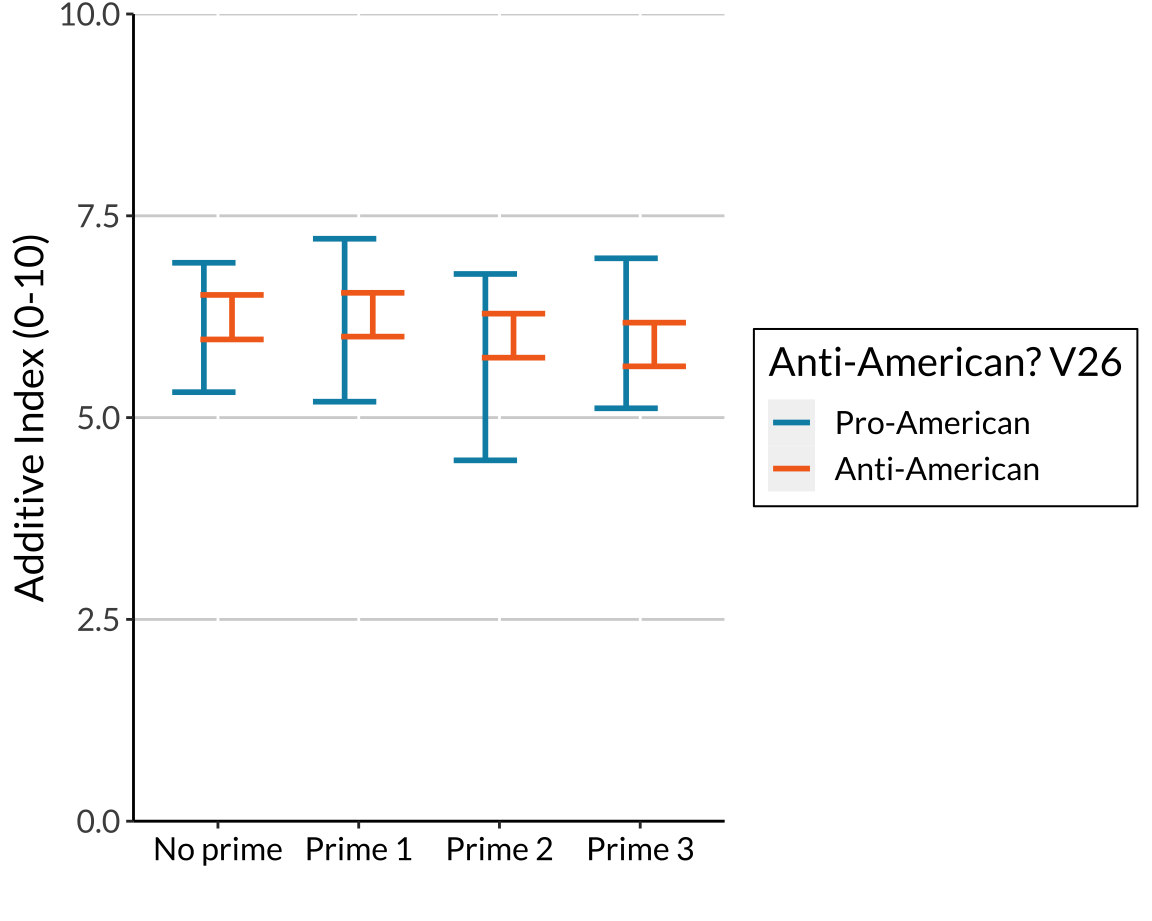 Additive Index (0-10)
10.0
7.5
5.0
2.5
0.0
No prime
Prime 1
Prime 2
Prime 3
Anti-American? V26
Pro-American
Anti-American